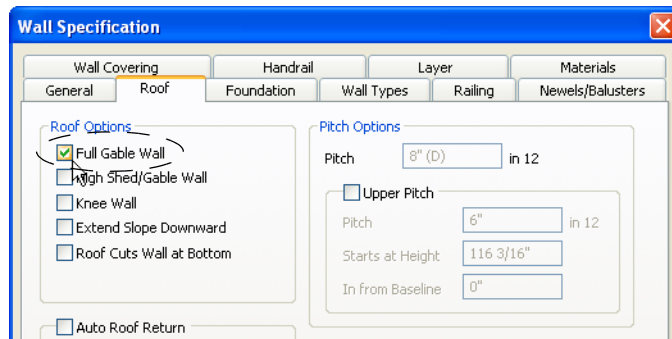 Wall Specification
Wall Covering Handrail Layer Materials
General Roof Foundation Wall Types Railing Newels/Balusters
Roof Options
Full Gable Wall
High Shed/Gable Wall
Knee Wall
Extend Slope Downward
Roof Cuts Wall at Bottom
Auto Roof Return
Pitch Options
Pitch 8" (D) in 12
Upper Pitch
Pitch 6" in 12
Starts at Height 116 3/16"
In from Baseline 0"